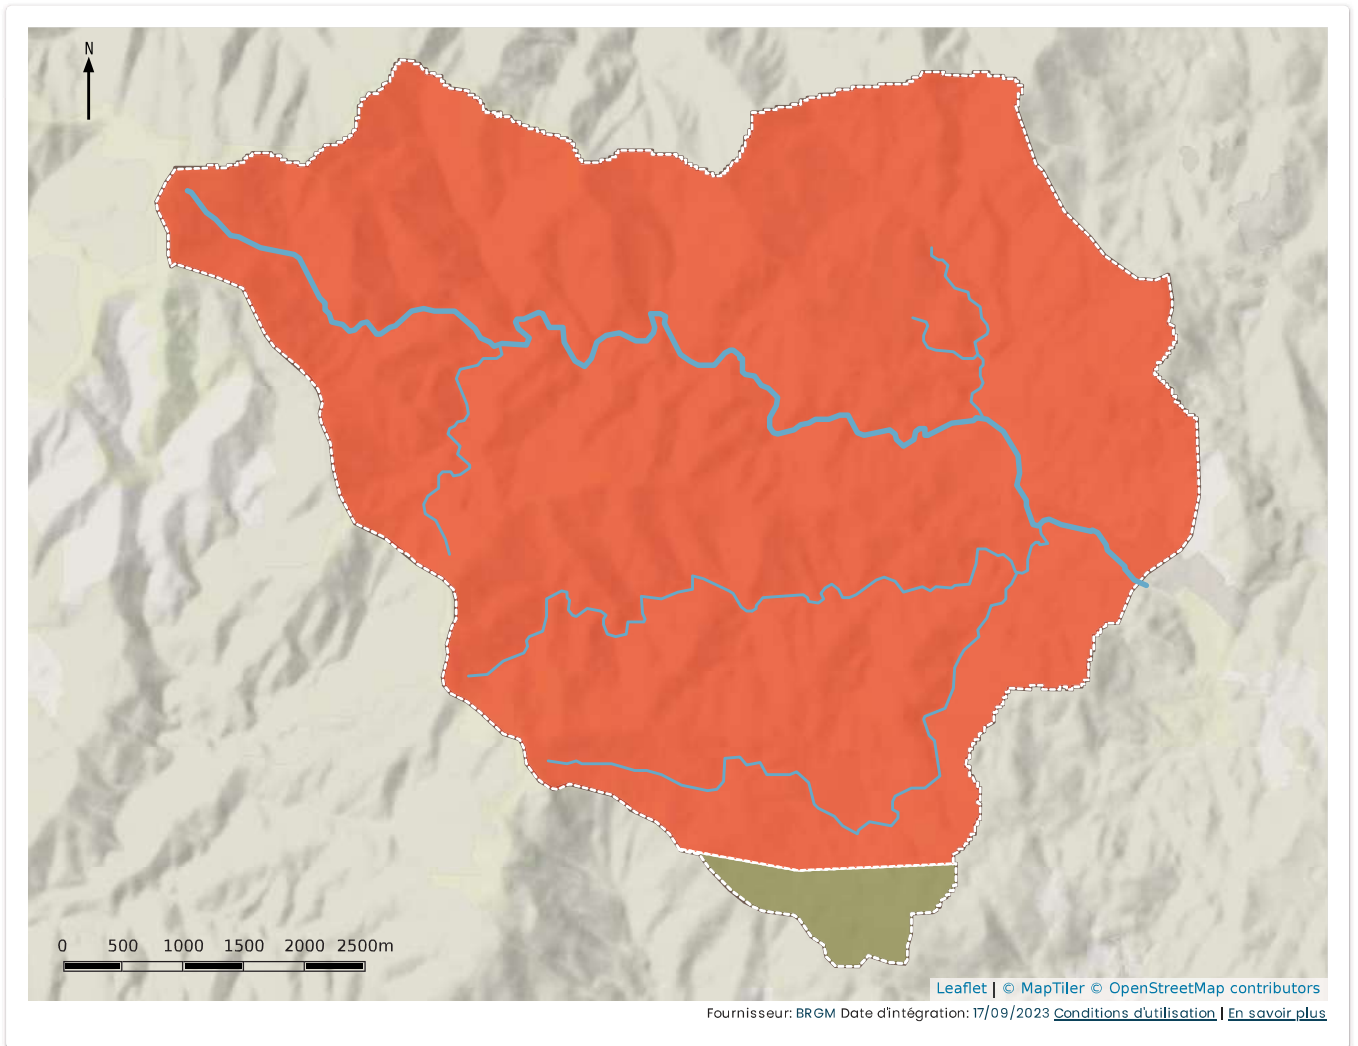 N
0 500 1000 1500 2000 2500m
Leaflet | © MapTiler © OpenStreetMap contributors
Fournisseur: BRGM Date d'intégration: 17/09/2023 Conditions d'utilisation | En savoir plus